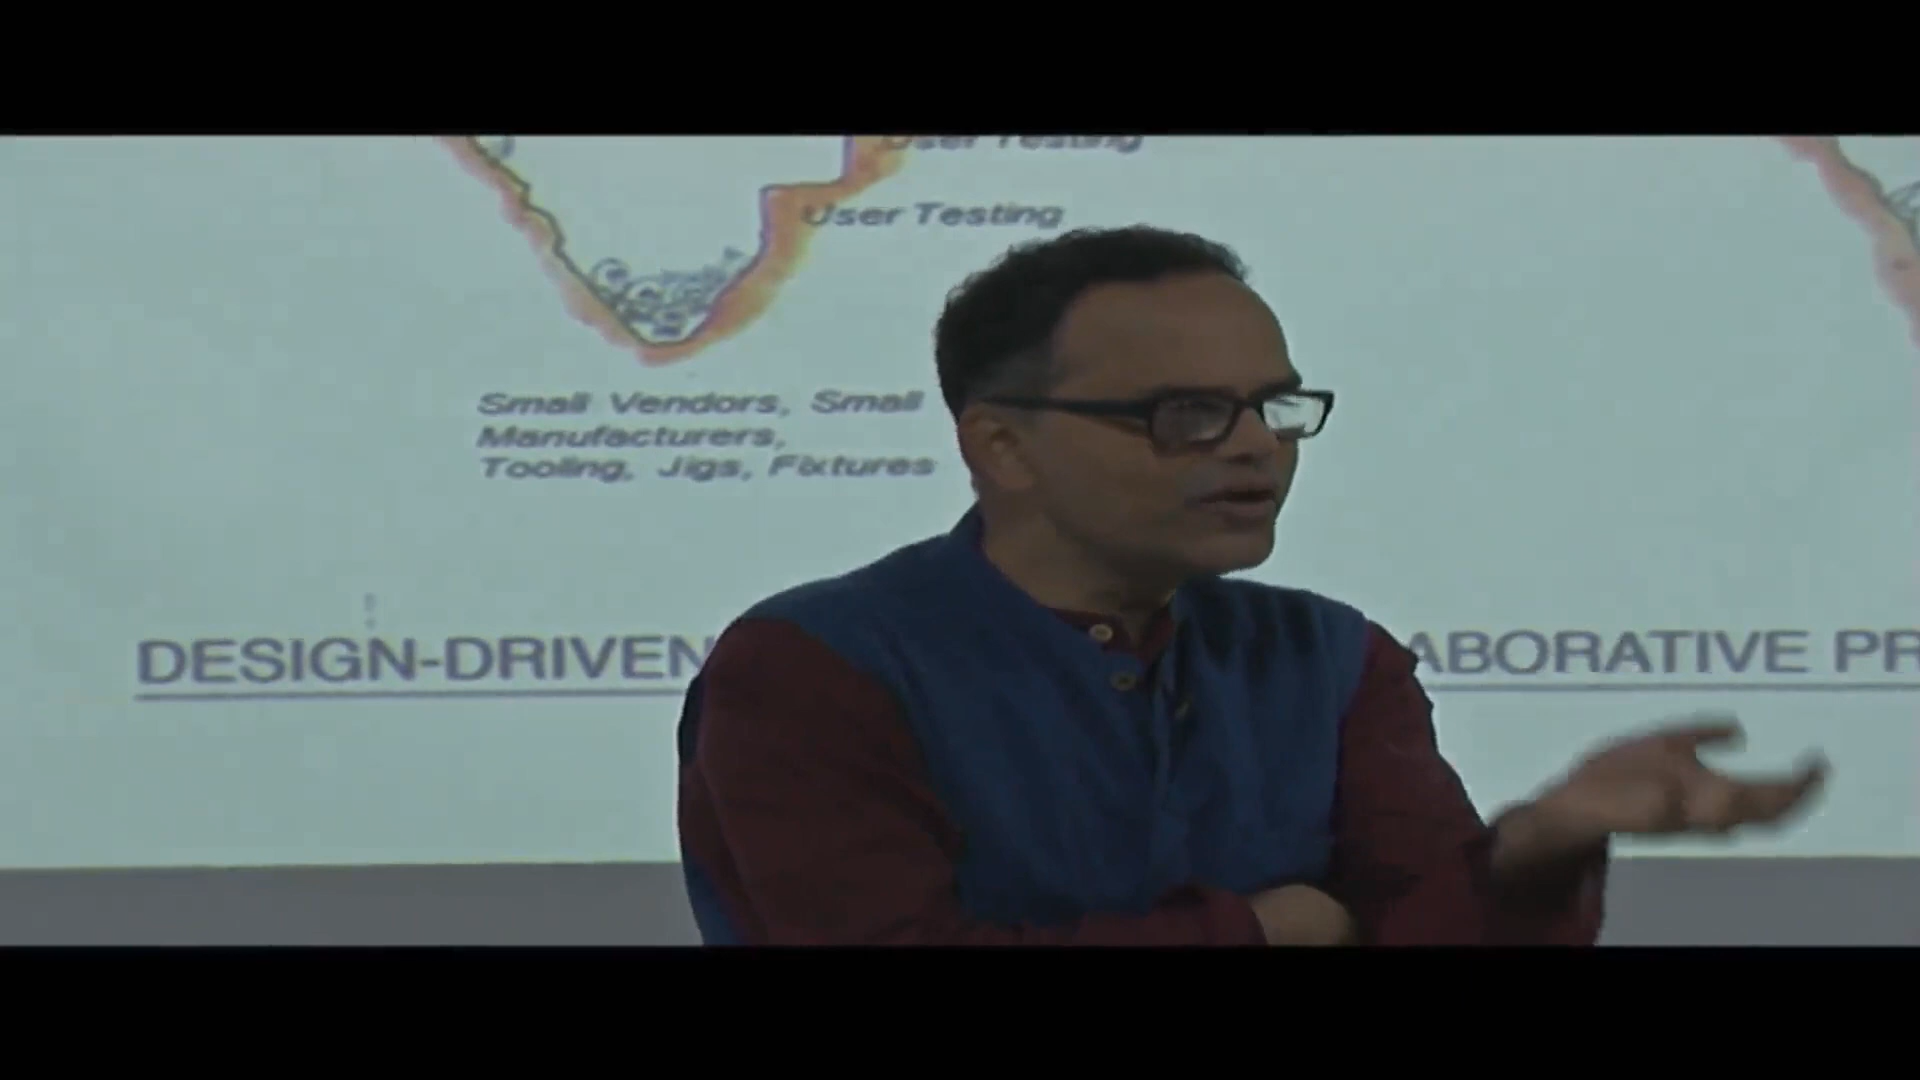 User Testing
User Testing
Small Vendors, Small
Manufacturers,
Tooling, Jigs, Fixtures
DESIGN-DRIVEN
ABORATIVE PR